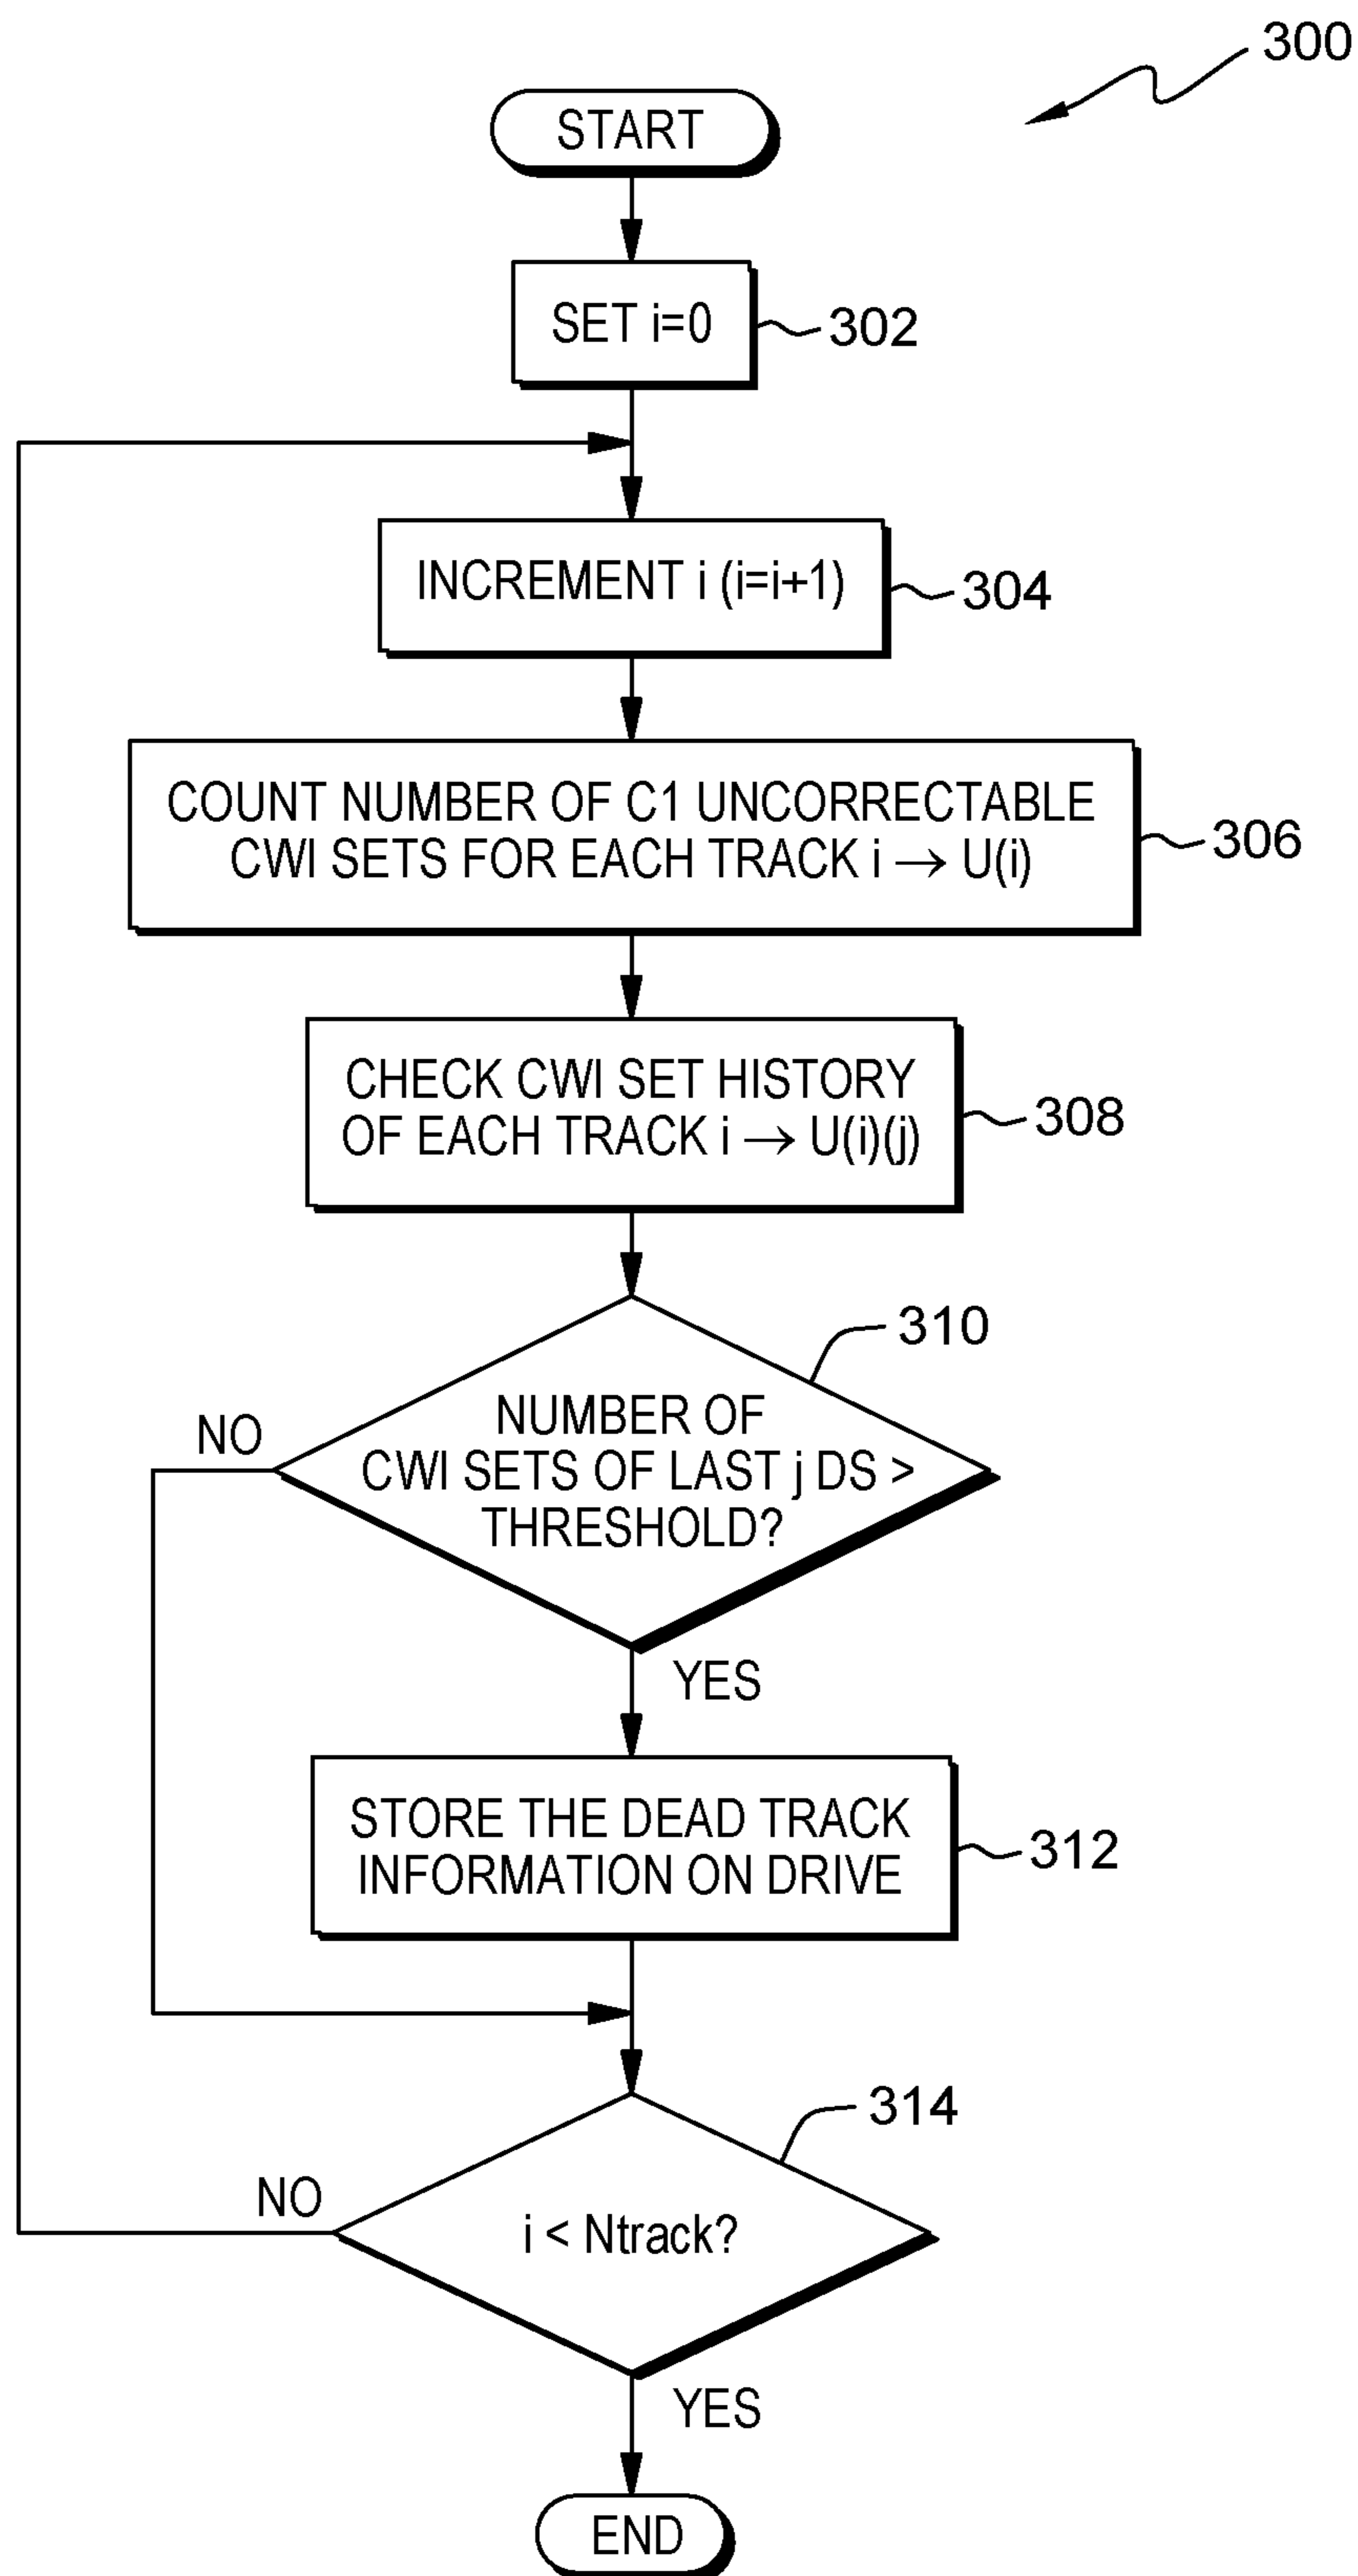 300
START
SET i=0
302
INCREMENT i (i=i+1)
304
COUNT NUMBER OF C1 UNCORRECTABLE
CWI SETS FOR EACH TRACK i → U(i)
306
CHECK CWI SET HISTORY
OF EACH TRACK i → U(i)(j)
308
310
NO
NUMBER OF
CWI SETS OF LAST j DS >
THRESHOLD?
YES
STORE THE DEAD TRACK
INFORMATION ON DRIVE
312
314
NO
i < Ntrack?
YES
END